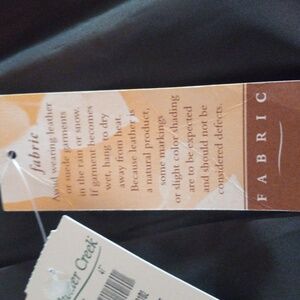 fabric
Avoid wearing leather
or suede garments
in the rain or snow.
If garment becomes
wet, hang to dry
away from heat.
Because leather is
a natural product,
some markings
or slight color shading
are to be expected
and should not be
considered defects.
FABRIC
Creek